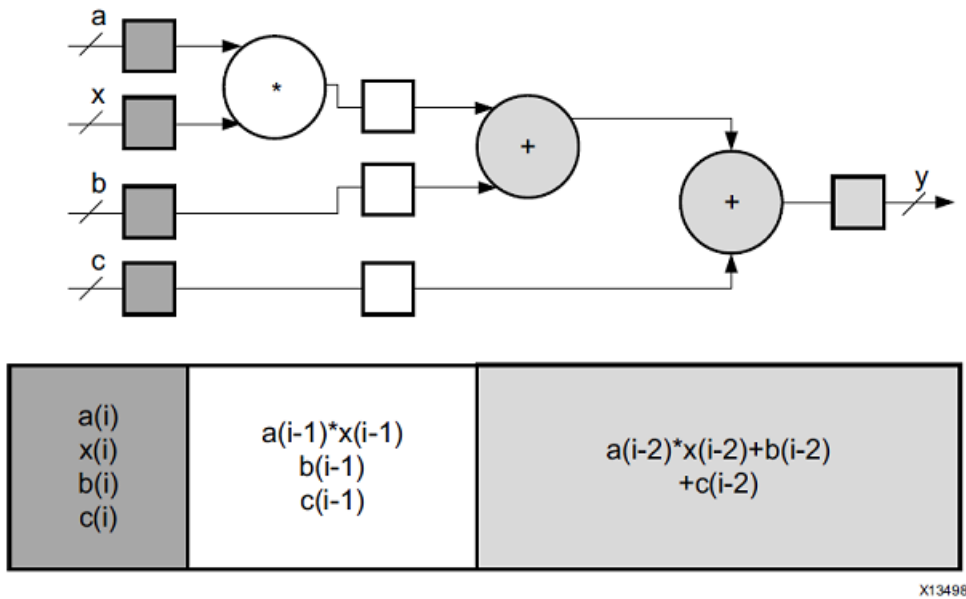 a
x
*
b
+
+
y
c
a(i)
x(i)
b(i)
c(i)
a(i-1)*x(i-1)
b(i-1)
c(i-1)
a(i-2)*x(i-2)+b(i-2)
+c(i-2)
X13498